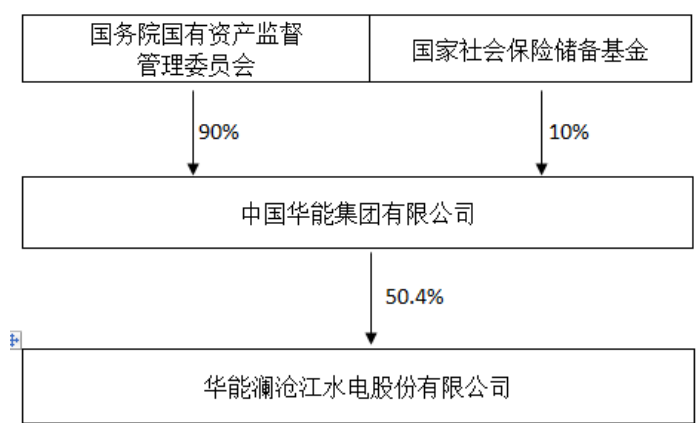 国务院国有资产监督
管理委员会
国家社会保险储备基金
90%
10%
中国华能集团有限公司
50.4%
华能澜沧江水电股份有限公司